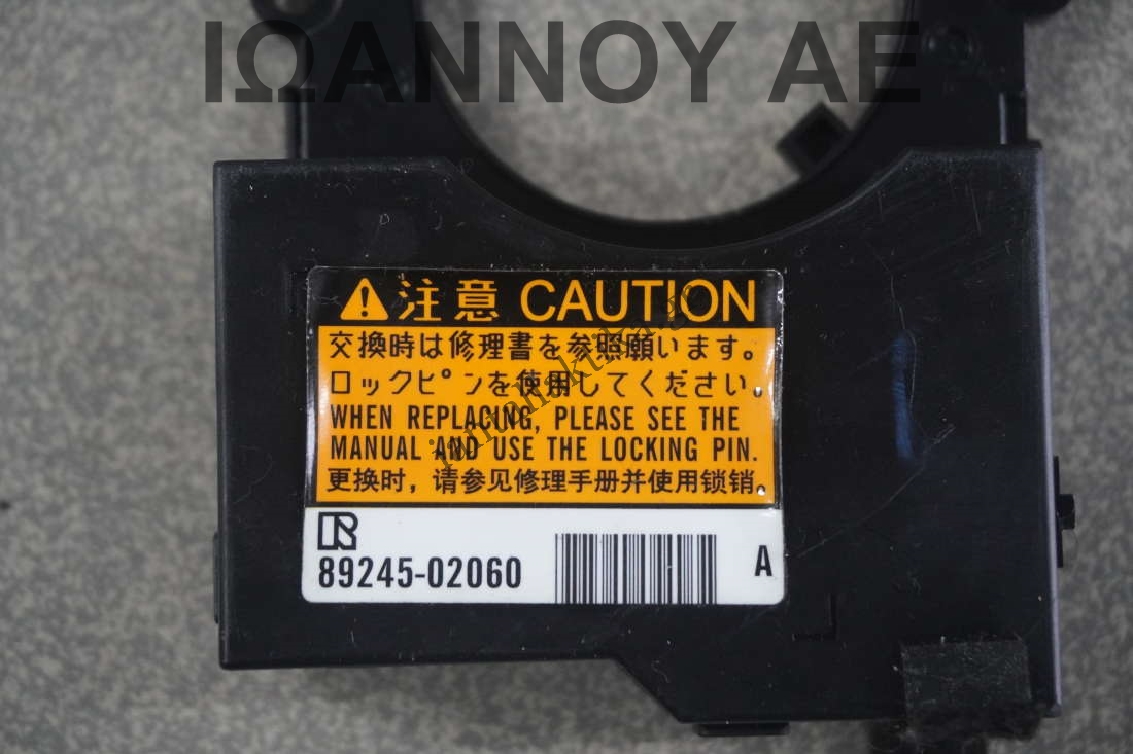 ΙΩΑΝΝΟΥ ΑΕ
注意 CAUTION
交換時は修理書を参照願います。
ロックピンを使用してください。
WHEN REPLACING, PLEASE SEE THE
MANUAL AND USE THE LOCKING PIN.
更换时，请参见修理手册并使用锁销。
89245-02060
A